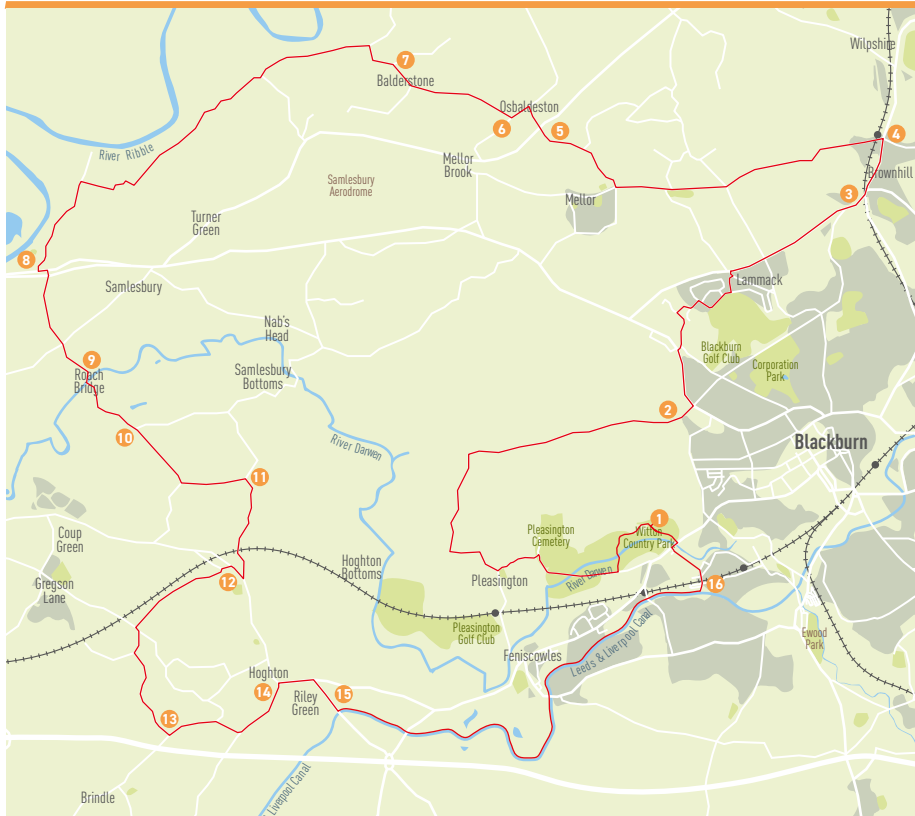 Wilpshire
7
Balderstone
Osbaldeston
6
5
4
River Ribble
Mellor
Brook
Brownhill
Samlesbury
Aerodrome
3
Mellor
Turner
Green
8
Lammack
Samlesbury
Nab's
Head
Blackburn
Golf Club
Corporation
Park
9
Roach
Bridge
Samlesbury
Bottoms
2
10
River Darwen
Blackburn
11
1
Coup
Green
Pleasington
Cemetery
Witton
Country Park
Hoghton
Bottoms
Gregson
Lane
12
Pleasington
River Darwen
16
Pleasington
Golf Club
Ewood
Park
Feniscowles
Leeds & Liverpool Canal
Hoghton
14
Riley
Green
15
13
Liverpool Canal
Brindle